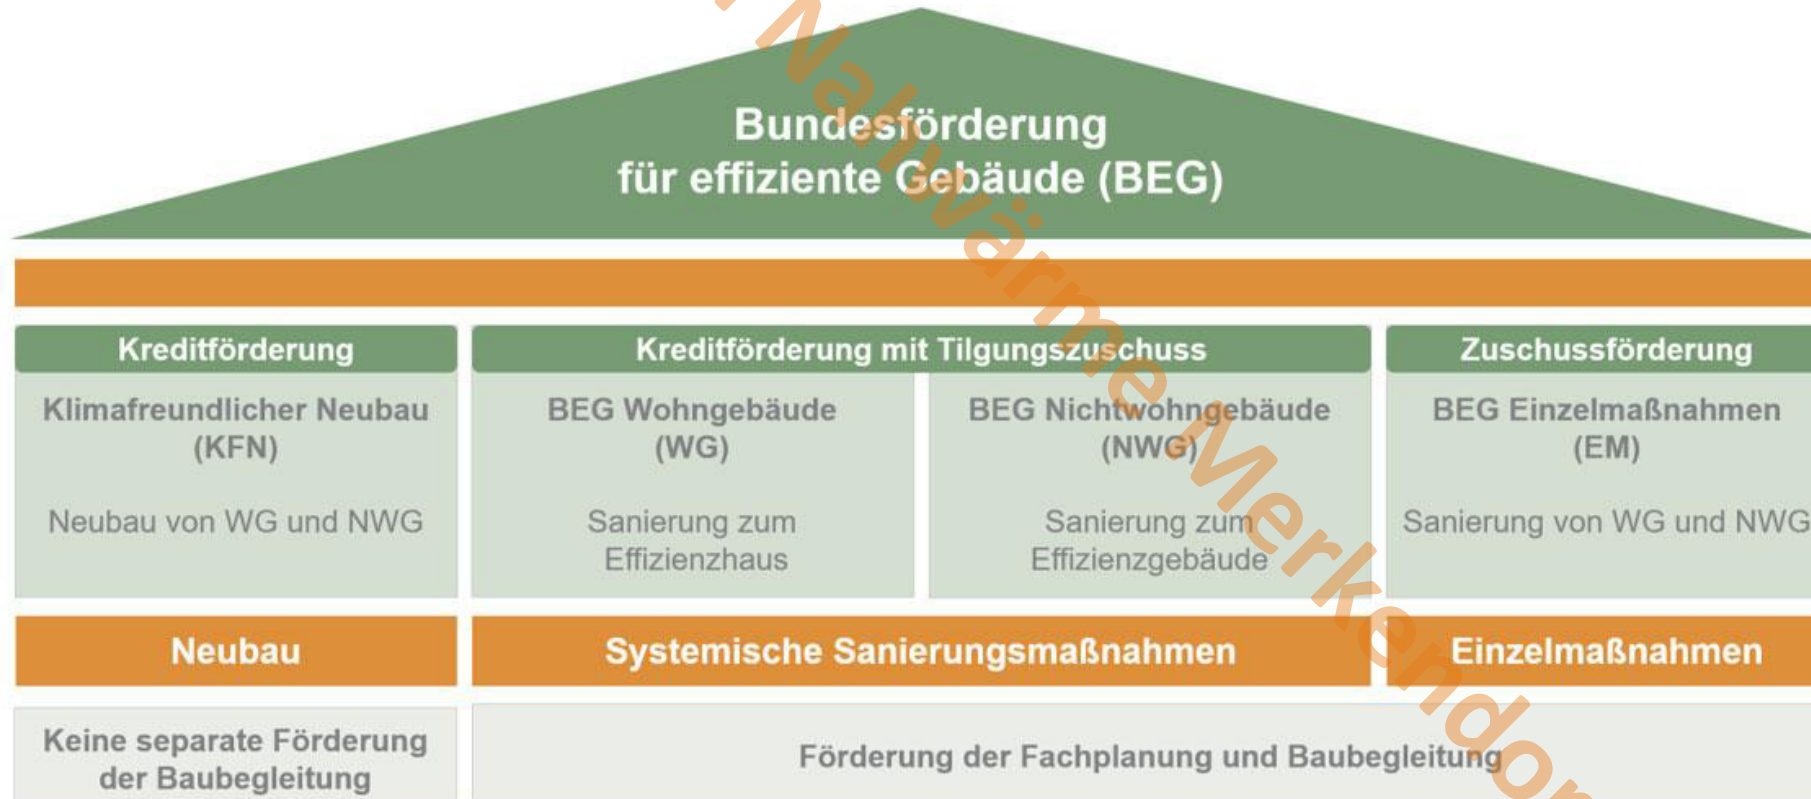 Bundesförderung
für effiziente Gebäude (BEG)
Kreditförderung
Klimafreundlicher Neubau
(KFN)
Neubau von WG und NWG
Kreditförderung mit Tilgungszuschuss
BEG Wohngebäude
(WG)
Sanierung zum
Effizienzhaus
BEG Nichtwohngebäude
(NWG)
Sanierung zum
Effizienzgebäude
Zuschussförderung
BEG Einzelmaßnahmen
(EM)
Sanierung von WG und NWG
Neubau
Systemische Sanierungsmaßnahmen
Einzelmaßnahmen
Keine separate Förderung
der Baubegleitung
Förderung der Fachplanung und Baubegleitung
Nahwärme Merkendor